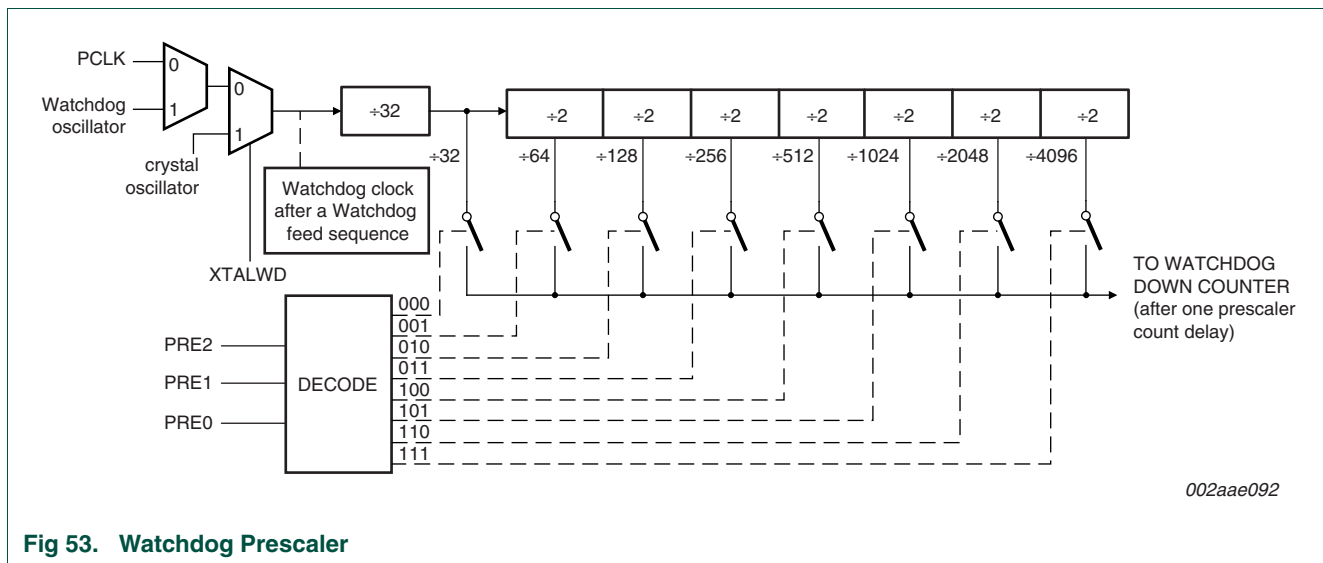 PCLK
0
Watchdog
oscillator
1
0
1
crystal
oscillator
XTALWD
÷32
Watchdog clock
after a Watchdog
feed sequence
÷2 ÷2 ÷2 ÷2 ÷2 ÷2 ÷2
÷32 ÷64 ÷128 ÷256 ÷512 ÷1024 ÷2048 ÷4096
TO WATCHDOG
DOWN COUNTER
(after one prescaler
count delay)
PRE2
PRE1
PRE0
DECODE
000
001
010
011
100
101
110
111
002aae092
Fig 53. Watchdog Prescaler